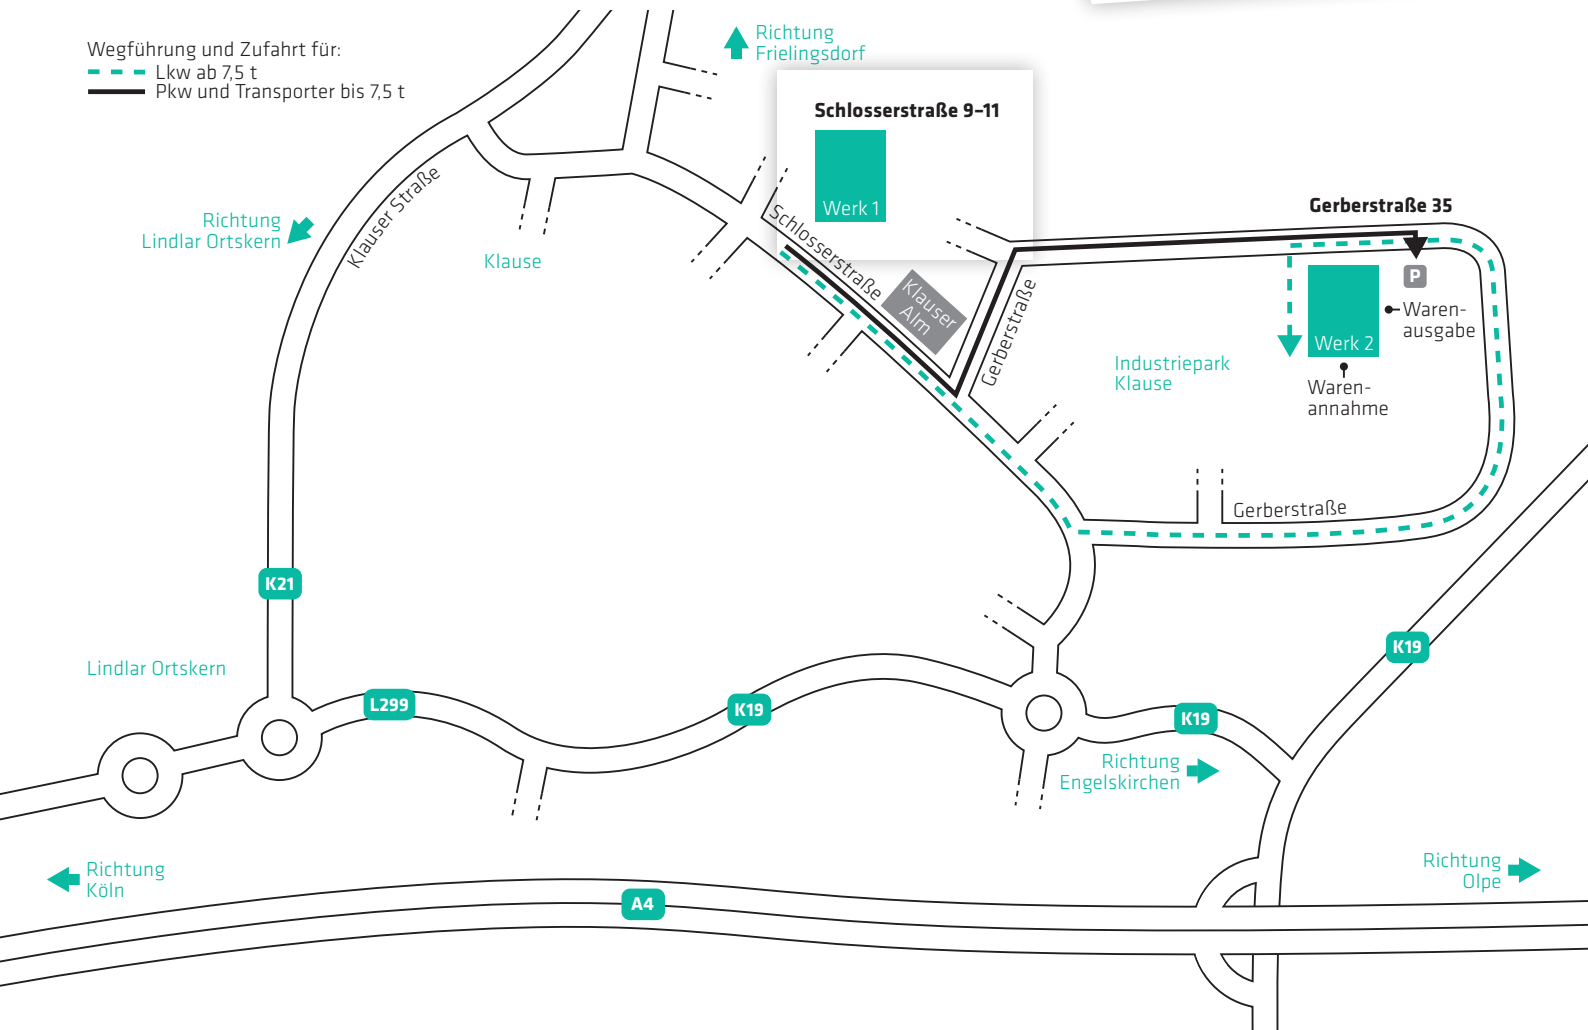 Wegführung und Zufahrt für:
Lkw ab 7,5 t
Pkw und Transporter bis 7,5 t
Richtung
Frielingsdorf
Schlosserstraße 9–11
Werk 1
Richtung
Lindlar Ortskern
Klauser Straße
Klause
Schlosserstraße
Klauser
Alm
Gerberstraße
Gerberstraße 35
P
Waren-
ausgabe
Werk 2
Waren-
annahme
Industriepark
Klause
Gerberstraße
K21
K19
Lindlar Ortskern
L299
K19
K19
Richtung
Engelskirchen
Richtung
Köln
A4
Richtung
Olpe